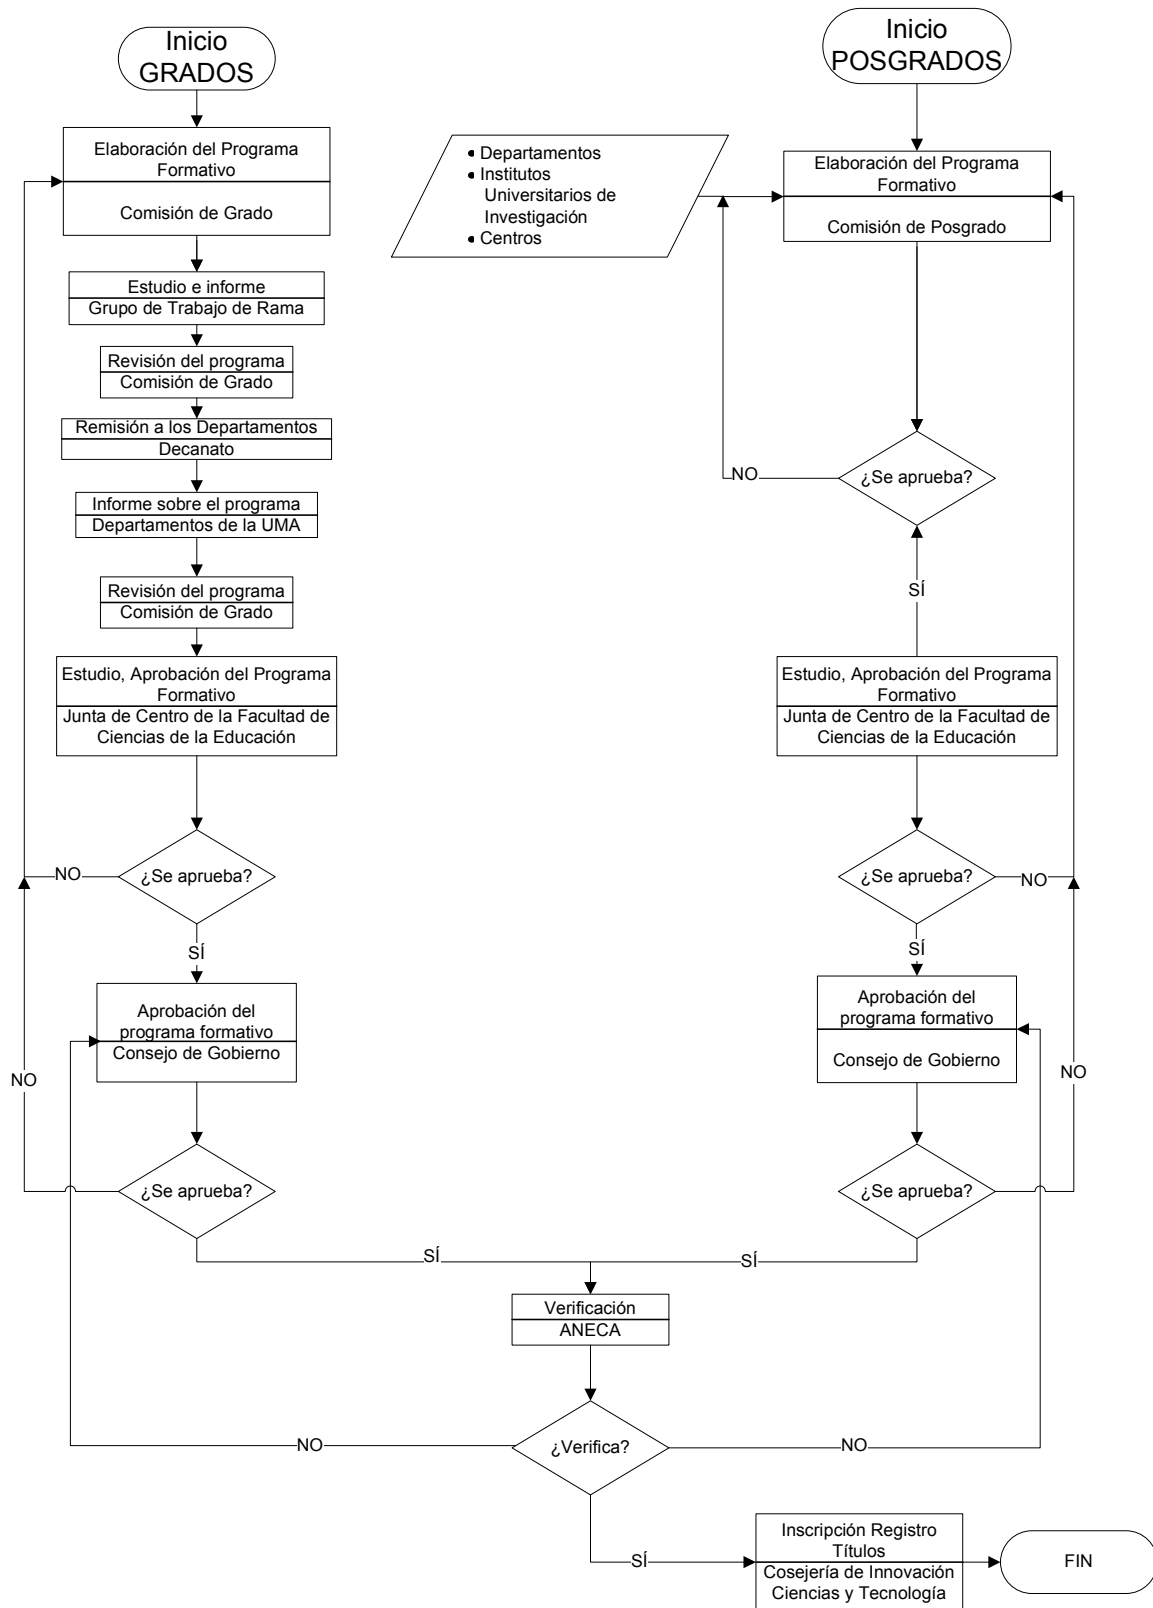 Inicio
GRADOS
Elaboración del Programa
Formativo
Comisión de Grado
Estudio e informe
Grupo de Trabajo de Rama
Revisión del programa
Comisión de Grado
Remisión a los Departamentos
Decanato
Informe sobre el programa
Departamentos de la UMA
Revisión del programa
Comisión de Grado
Estudio, Aprobación del Programa
Formativo
Junta de Centro de la Facultad de
Ciencias de la Educación
¿Se aprueba?
NO
SÍ
Aprobación del
programa formativo
Consejo de Gobierno
NO
¿Se aprueba?
SÍ
Inicio
POSGRADOS
• Departamentos
• Institutos
Universitarios de
Investigación
• Centros
Elaboración del Programa
Formativo
Comisión de Posgrado
¿Se aprueba?
NO
SÍ
Estudio, Aprobación del Programa
Formativo
Junta de Centro de la Facultad de
Ciencias de la Educación
¿Se aprueba?
NO
SÍ
Aprobación del
programa formativo
Consejo de Gobierno
NO
¿Se aprueba?
SÍ
Verificación
ANECA
¿Verifica?
NO
NO
SÍ
Inscripción Registro
Títulos
Cosejería de Innovación
Ciencias y Tecnología
FIN